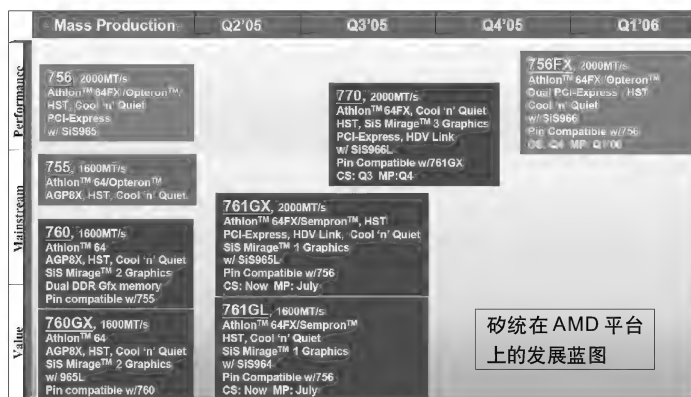 Mass Production
Q2'05
Q3'05
Q4'05
Q1'06
Performance
Mainstream
Value
756, 2000MT/s
Athlon™ 64FX/Opteron™,
HST, Cool 'n' Quiet
PCI-Express
w/ SiS965
755, 1600MT/s
Athlon™ 64/Opteron™
AGP8X, HST, Cool 'n' Quiet
760, 1600MT/s
Athlon™ 64
AGP8X, HST, Cool 'n' Quiet
SiS Mirage™ 2 Graphics
Dual DDR Gfx memory
Pin compatible w/755
760GX, 1600MT/s
Athlon™ 64
AGP8X, HST, Cool 'n' Quiet
SiS Mirage™ 2 Graphics
w/ 965L
Pin compatible w/760
761GX, 2000MT/s
Athlon™ 64FX/Sempron™, HST
PCI-Express, HDV Link, Cool 'n' Quiet
SiS Mirage™ 1 Graphics
w/ SiS965L
Pin Compatible w/756
CS: Now MP: July
761GL, 1600MT/s
Athlon™ 64FX/Sempron™
HST, Cool 'n' Quiet
SiS Mirage™ 1 Graphics
w/ SiS964
Pin Compatible w/756
CS: Now MP: July
770, 2000MT/s
Athlon™ 64FX, Cool 'n' Quiet
HST, SiS Mirage™ 3 Graphics
PCI-Express, HDV Link
w/ SiS966L
Pin Compatible w/761GX
CS: Q3 MP:Q4
756FX, 2000MT/s
Athlon™ 64FX/Opteron™
Dual PCI-Express, HST
Cool 'n' Quiet
w/ SiS966
Pin Compatible w/756
CS: Q4 MP: Q1'06
矽统在 AMD 平台
上的发展蓝图